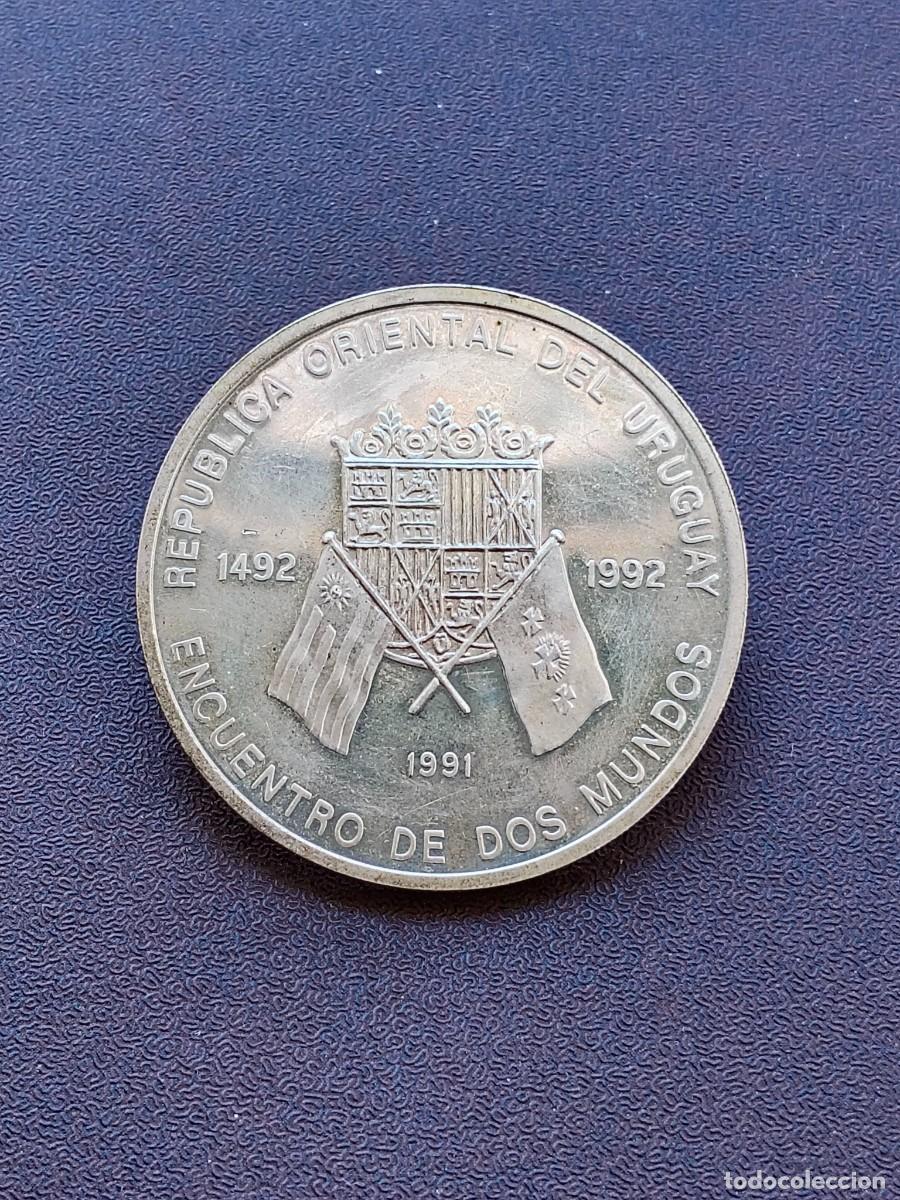 REPUBLICA ORIENTAL DEL URUGUAY
1492
1992
1991
ENCUENTRO DE DOS MUNDOS
todocoleccion